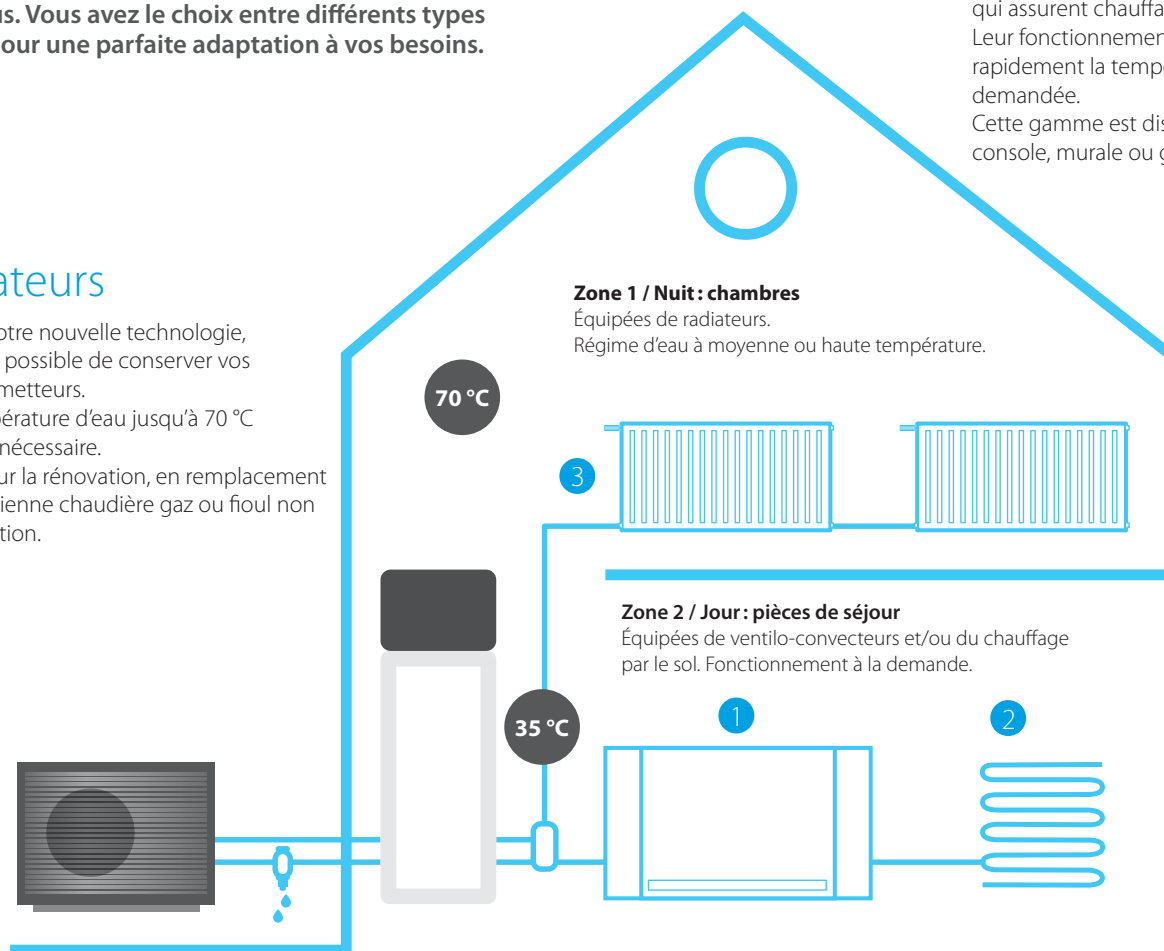 us. Vous avez le choix entre différents types
our une parfaite adaptation à vos besoins.
qui assurent chauffa
Leur fonctionnemen
rapidement la temp
demandée.
Cette gamme est dis
console, murale ou g
ateurs
otre nouvelle technologie,
possible de conserver vos
metteurs.
pérature d'eau jusqu'à 70 °C
nécessaire.
ur la rénovation, en remplacement
ienne chaudière gaz ou fioul non
tion.
Zone 1 / Nuit : chambres
Équipées de radiateurs.
Régime d'eau à moyenne ou haute température.
70 °C
3
Zone 2 / Jour : pièces de séjour
Équipées de ventilo-convecteurs et/ou du chauffage
par le sol. Fonctionnement à la demande.
35 °C
1
2